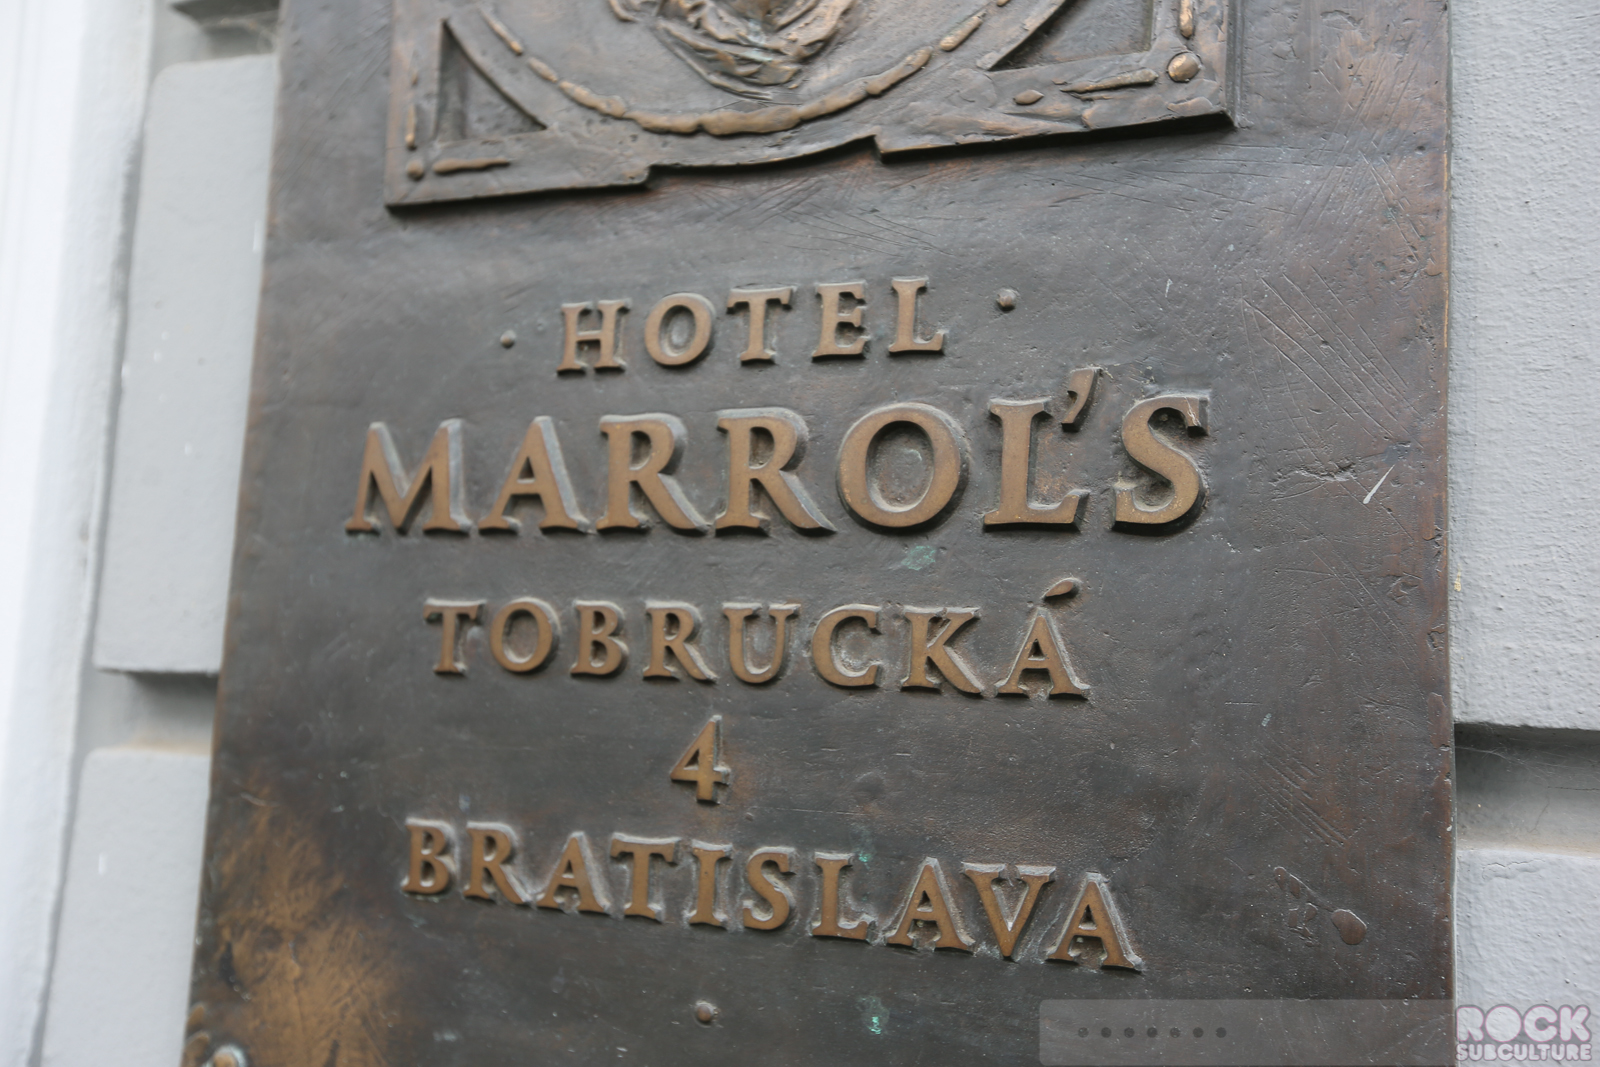 HOTEL
MARROĽS
TOBRUCKÁ
4
BRATISLAVA
ROCK
SUBCULTURE